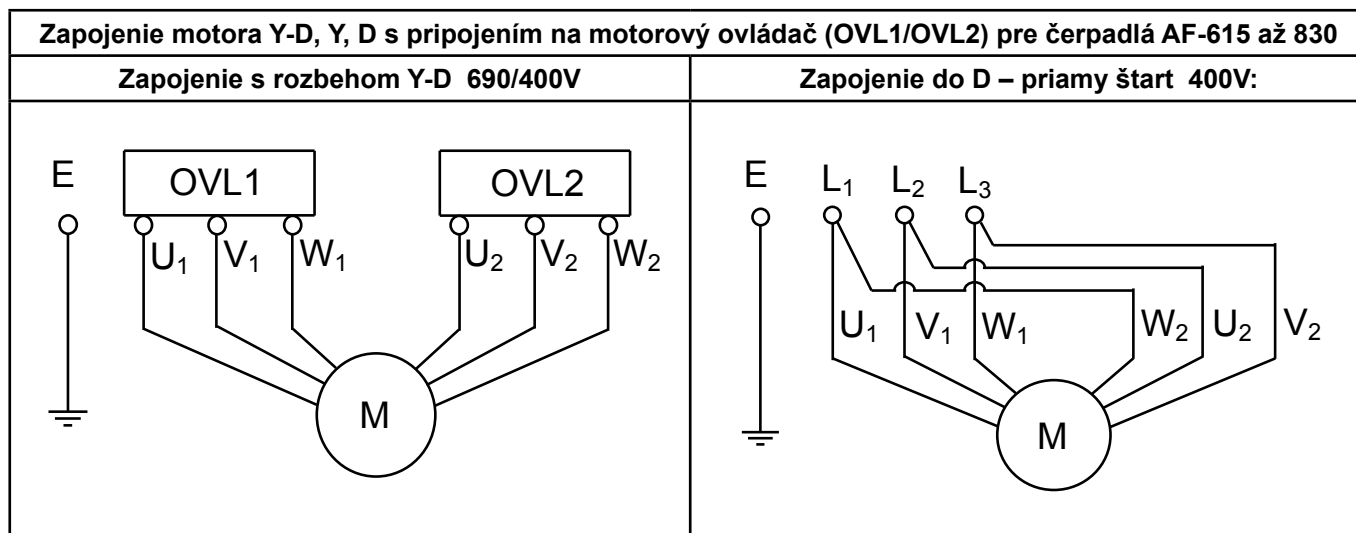 Zapojenie motora Y-D, Y, D s pripojením na motorový ovládač (OVL1/OVL2) pre čerpadlá AF-615 až 830
Zapojenie s rozbehom Y-D 690/400V
E OVL1 OVL2
U1 V1 W1 U2 V2 W2
M
Zapojenie do D – priamy štart 400V:
E L1 L2 L3
U1 V1 W1 W2 U2 V2
M